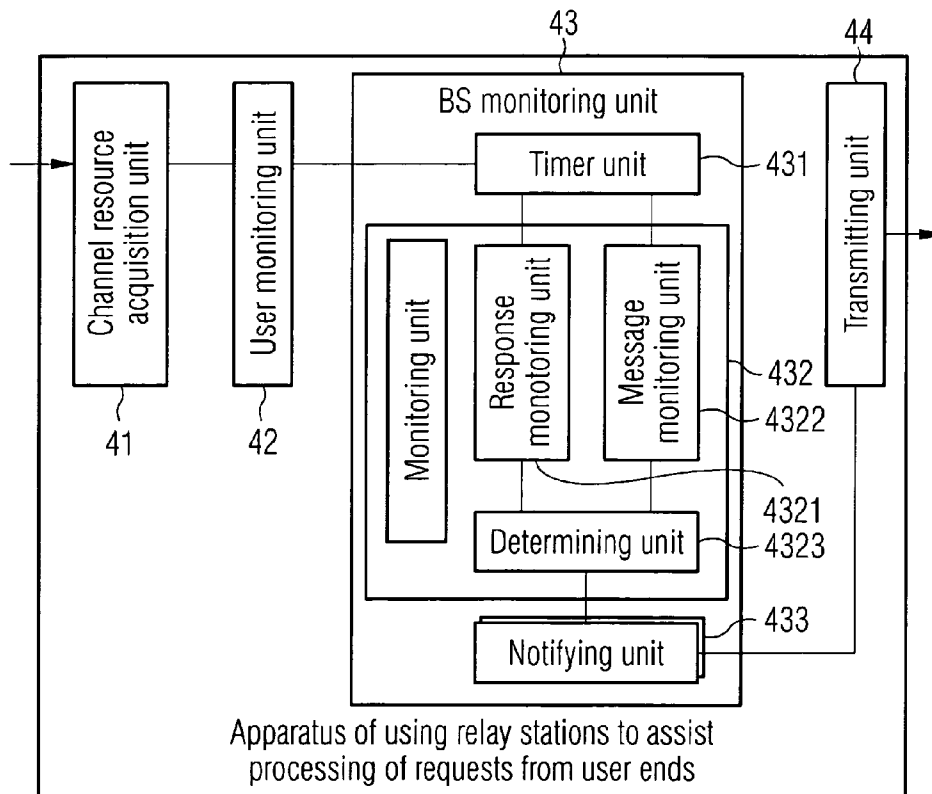 43
44
BS monitoring unit
Channel resource
acquisition unit
User monitoring unit
Timer unit
431
Transmitting unit
Monitoring unit
Response
monotoring unit
Message
monitoring unit
432
4322
41
42
4321
Determining unit
4323
433
Notifying unit
Apparatus of using relay stations to assist
processing of requests from user ends